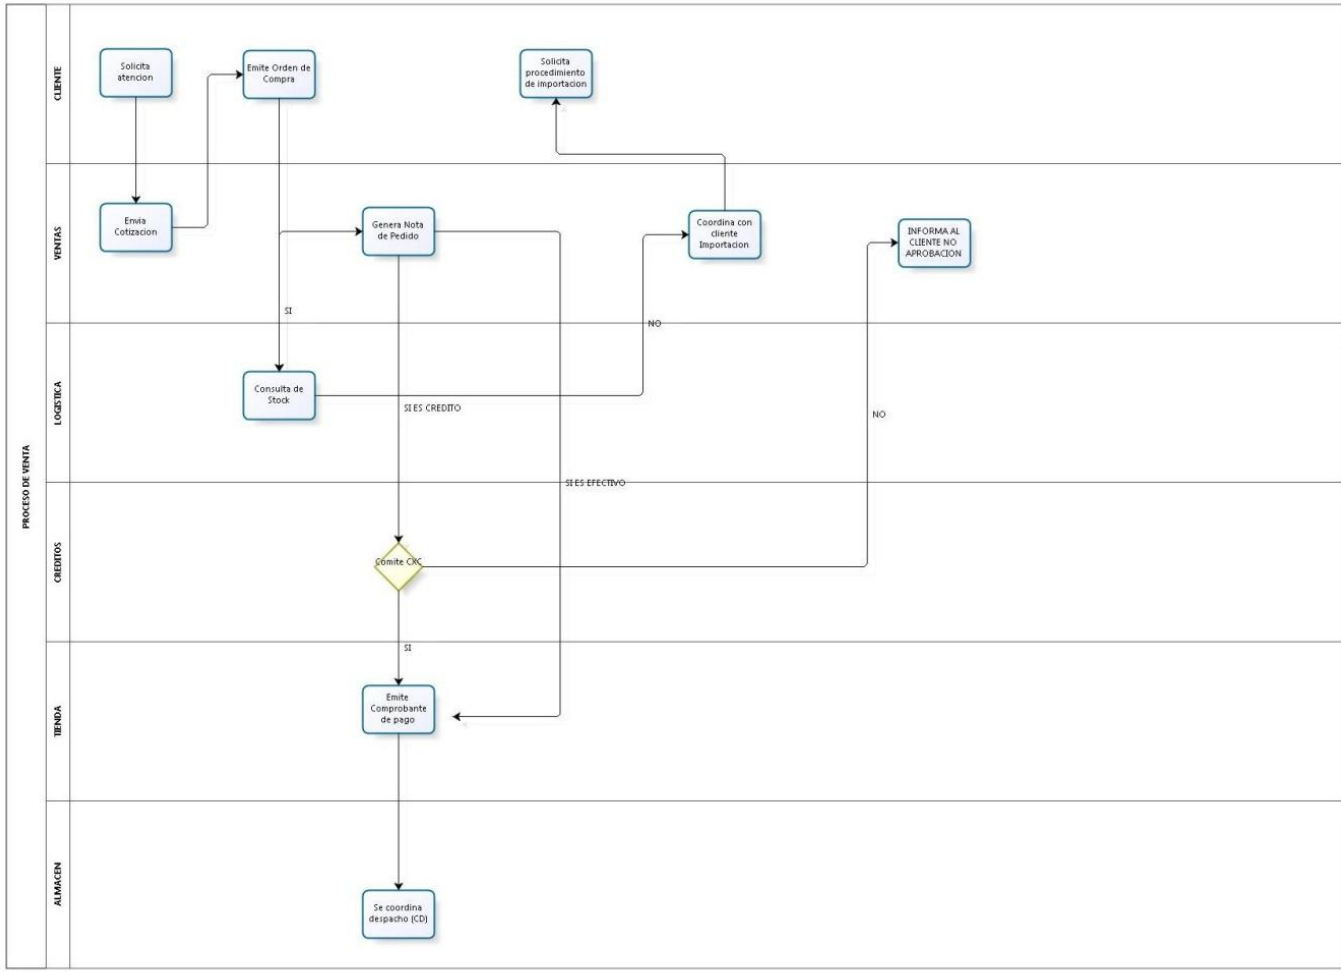 PROCESO DE VENTA
CLIENTE
Solicita
atencion
Emite Orden de
Compra
Solicita
procedimiento
de importacion
VENTAS
Envia
Cotizacion
Genera Nota
de Pedido
Coordina con
cliente
Importacion
INFORMA AL
CLIENTE NO
APROBACION
SI
NO
LOGISTICA
Consulta de
Stock
SI ES CREDITO
NO
SI ES EFECTIVO
CREDITOS
Comite CXC
SI
TIENDA
Emite
Comprobante
de pago
ALMACEN
Se coordina
despacho (CD)